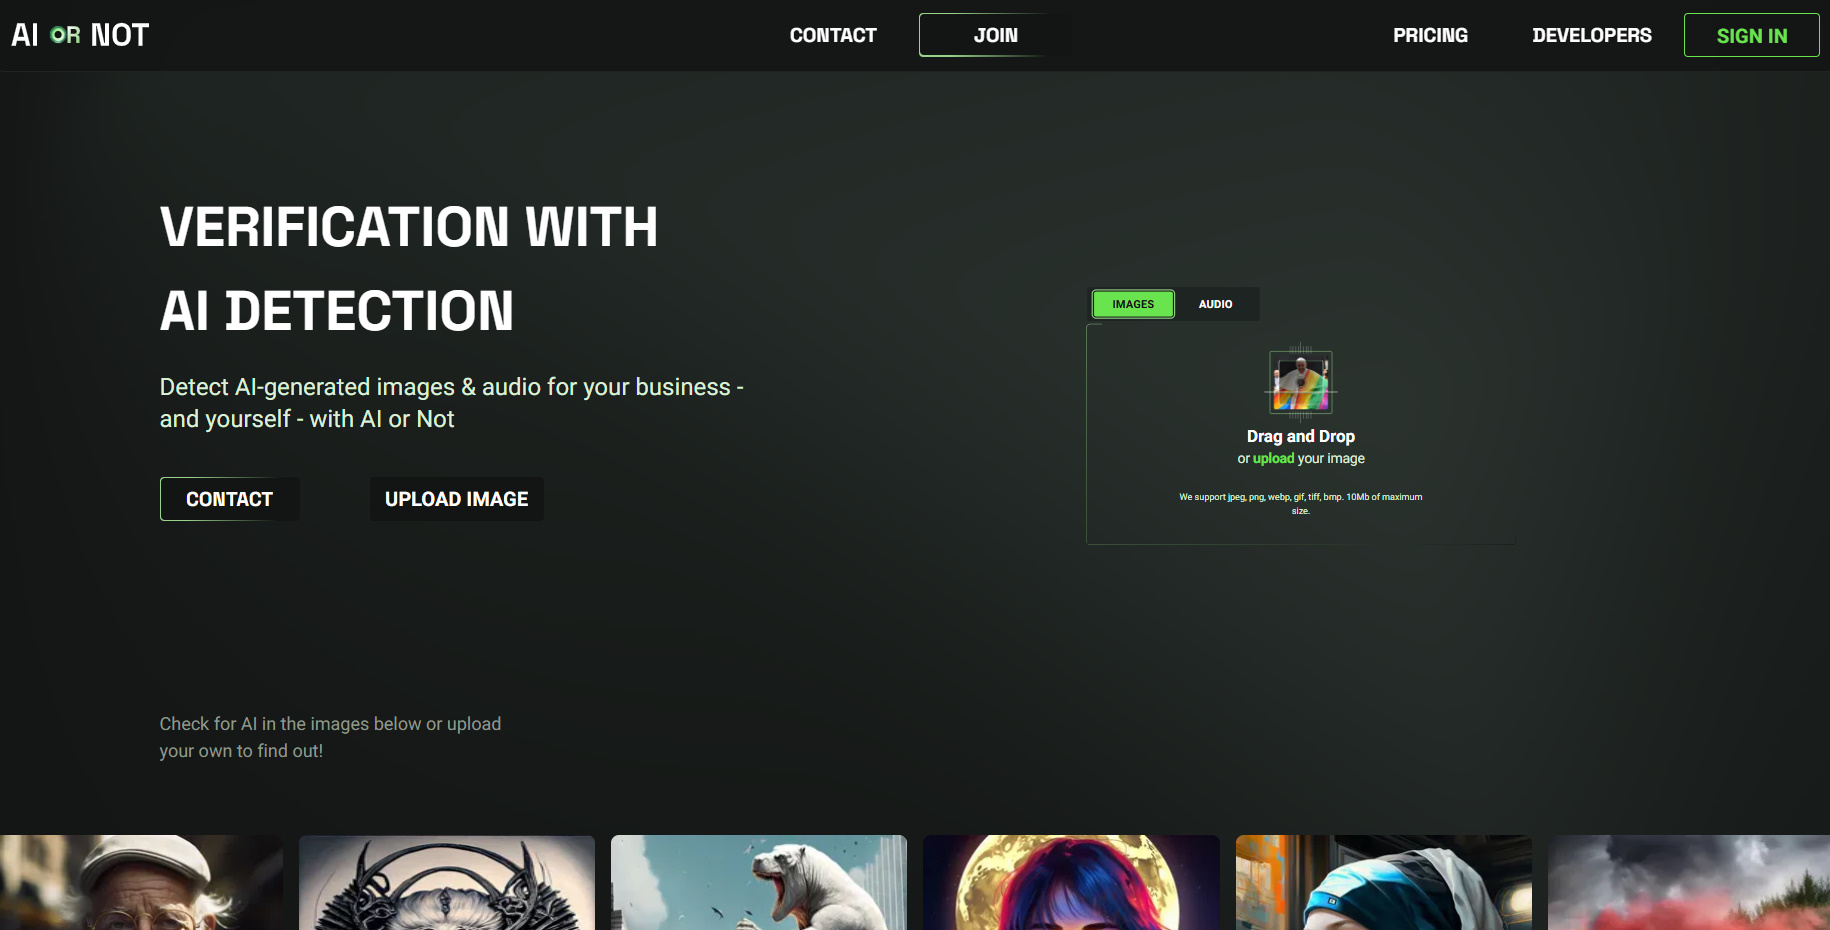 AI OR NOT
CONTACT
JOIN
PRICING
DEVELOPERS
SIGN IN
VERIFICATION WITH
AI DETECTION
Detect AI-generated images & audio for your business -
and yourself - with AI or Not
CONTACT
UPLOAD IMAGE
IMAGES
AUDIO
Drag and Drop
or upload your image
We support jpeg, png, webp, gif, tiff, bmp. 10Mb of maximum
size.
Check for AI in the images below or upload
your own to find out!